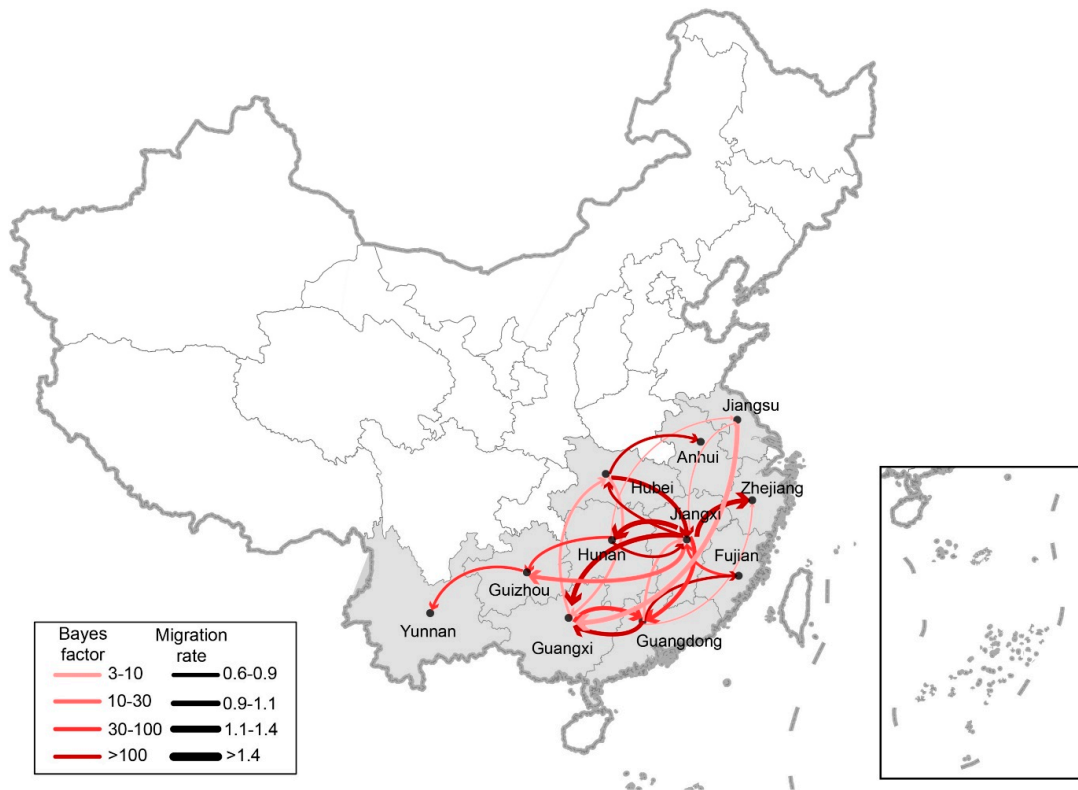 Jiangsu
Anhui
Hubei
Zhejiang
Jiangxi
Hunan
Fujian
Guizhou
Yunnan
Guangxi
Guangdong
Bayes factor
3-10
10-30
30-100
>100
Migration rate
0.6-0.9
0.9-1.1
1.1-1.4
>1.4